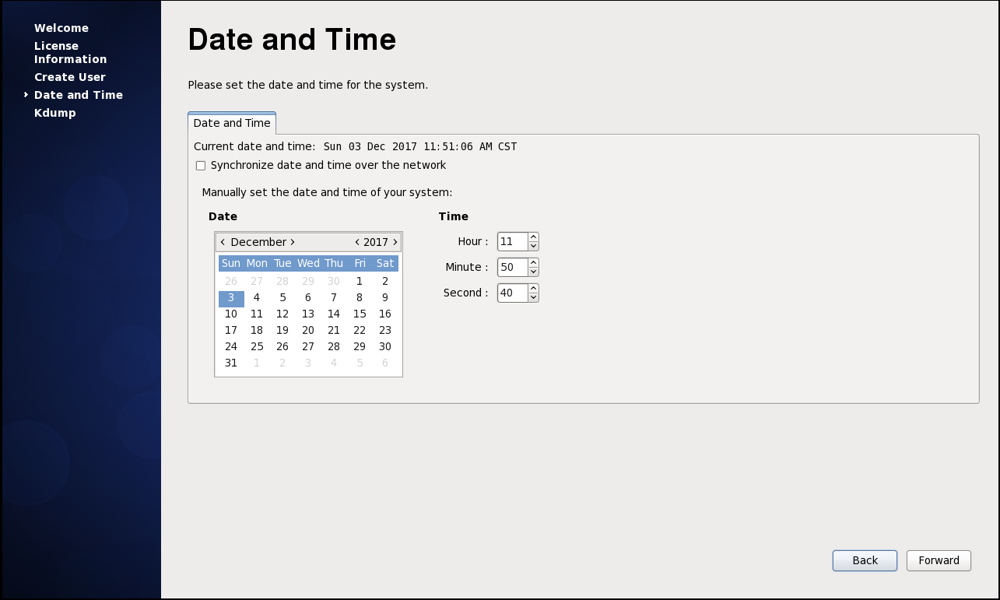 Welcome
License
Information
Create User
Date and Time
Kdump
Date and Time
Please set the date and time for the system.
Date and Time
Current date and time: Sun 03 Dec 2017 11:51:06 AM CST
Synchronize date and time over the network
Manually set the date and time of your system:
Date
Time
< December > < 2017 >
Sun Mon Tue Wed Thu Fri Sat
26 27 28 29 30 1 2
3 4 5 6 7 8 9
10 11 12 13 14 15 16
17 18 19 20 21 22 23
24 25 26 27 28 29 30
31 1 2 3 4 5 6
Hour : 11
Minute : 50
Second : 40
Back
Forward